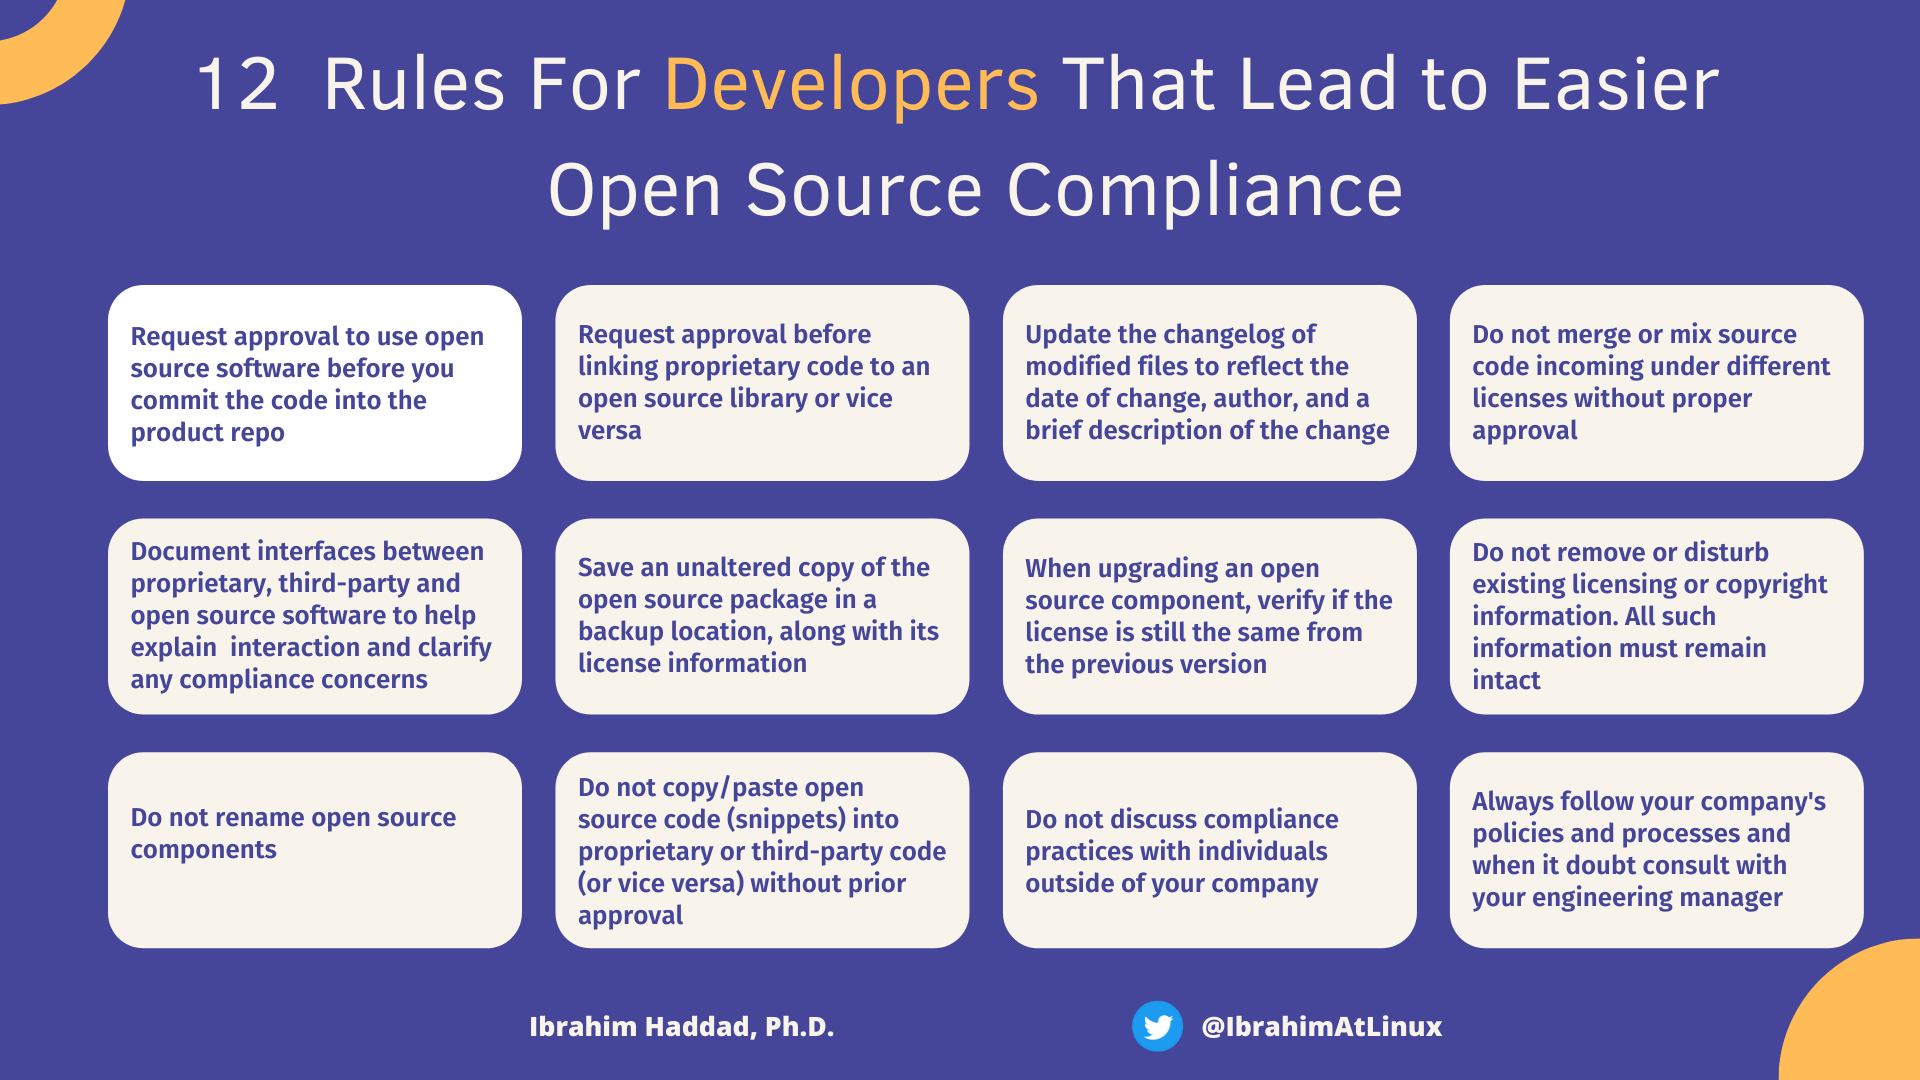 12  Rules For Developers That Lead to Easier
Open Source Compliance
Request approval to use open
source software before you
commit the code into the
product repo
Request approval before
linking proprietary code to an
open source library or vice
versa
Update the changelog of
modified files to reflect the
date of change, author, and a
brief description of the change
Do not merge or mix source
code incoming under different
licenses without proper
approval
Document interfaces between
proprietary, third-party and
open source software to help
explain  interaction and clarify
any compliance concerns
Save an unaltered copy of the
open source package in a
backup location, along with its
license information
When upgrading an open
source component, verify if the
license is still the same from
the previous version
Do not remove or disturb
existing licensing or copyright
information. All such
information must remain
intact
Do not rename open source
components
Do not copy/paste open
source code (snippets) into
proprietary or third-party code
(or vice versa) without prior
approval
Do not discuss compliance
practices with individuals
outside of your company
Always follow your company's
policies and processes and
when it doubt consult with
your engineering manager
Ibrahim Haddad, Ph.D.
@IbrahimAtLinux